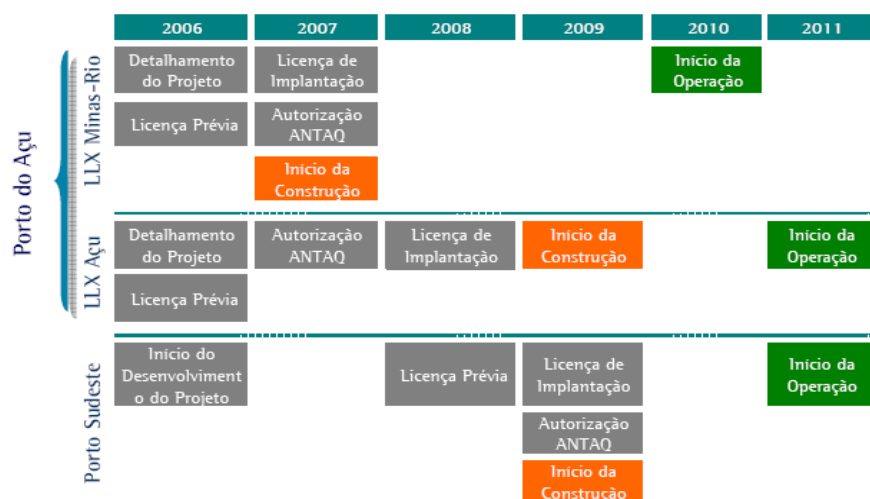 2006 2007 2008 2009 2010 2011
Porto do Açu
LLX Minas-Rio
Detalhamento
do Projeto
Licença de
Implantação
Início da
Operação
Licença Prévia
Autorização
ANTAQ
Início da
Construção
LLX Açu
Detalhamento
do Projeto
Autorização
ANTAQ
Licença de
Implantação
Início da
Construção
Início da
Operação
Licença Prévia
Porto Sudeste
Início do
Desenvolviment
o do Projeto
Licença Prévia
Licença de
Implantação
Início da
Operação
Autorização
ANTAQ
Início da
Construção